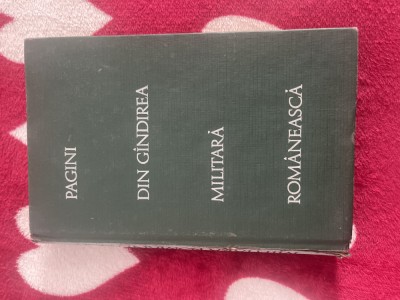 PAGINI
DIN GÎNDIREA
MILITARĂ
ROMÂNEASCĂ